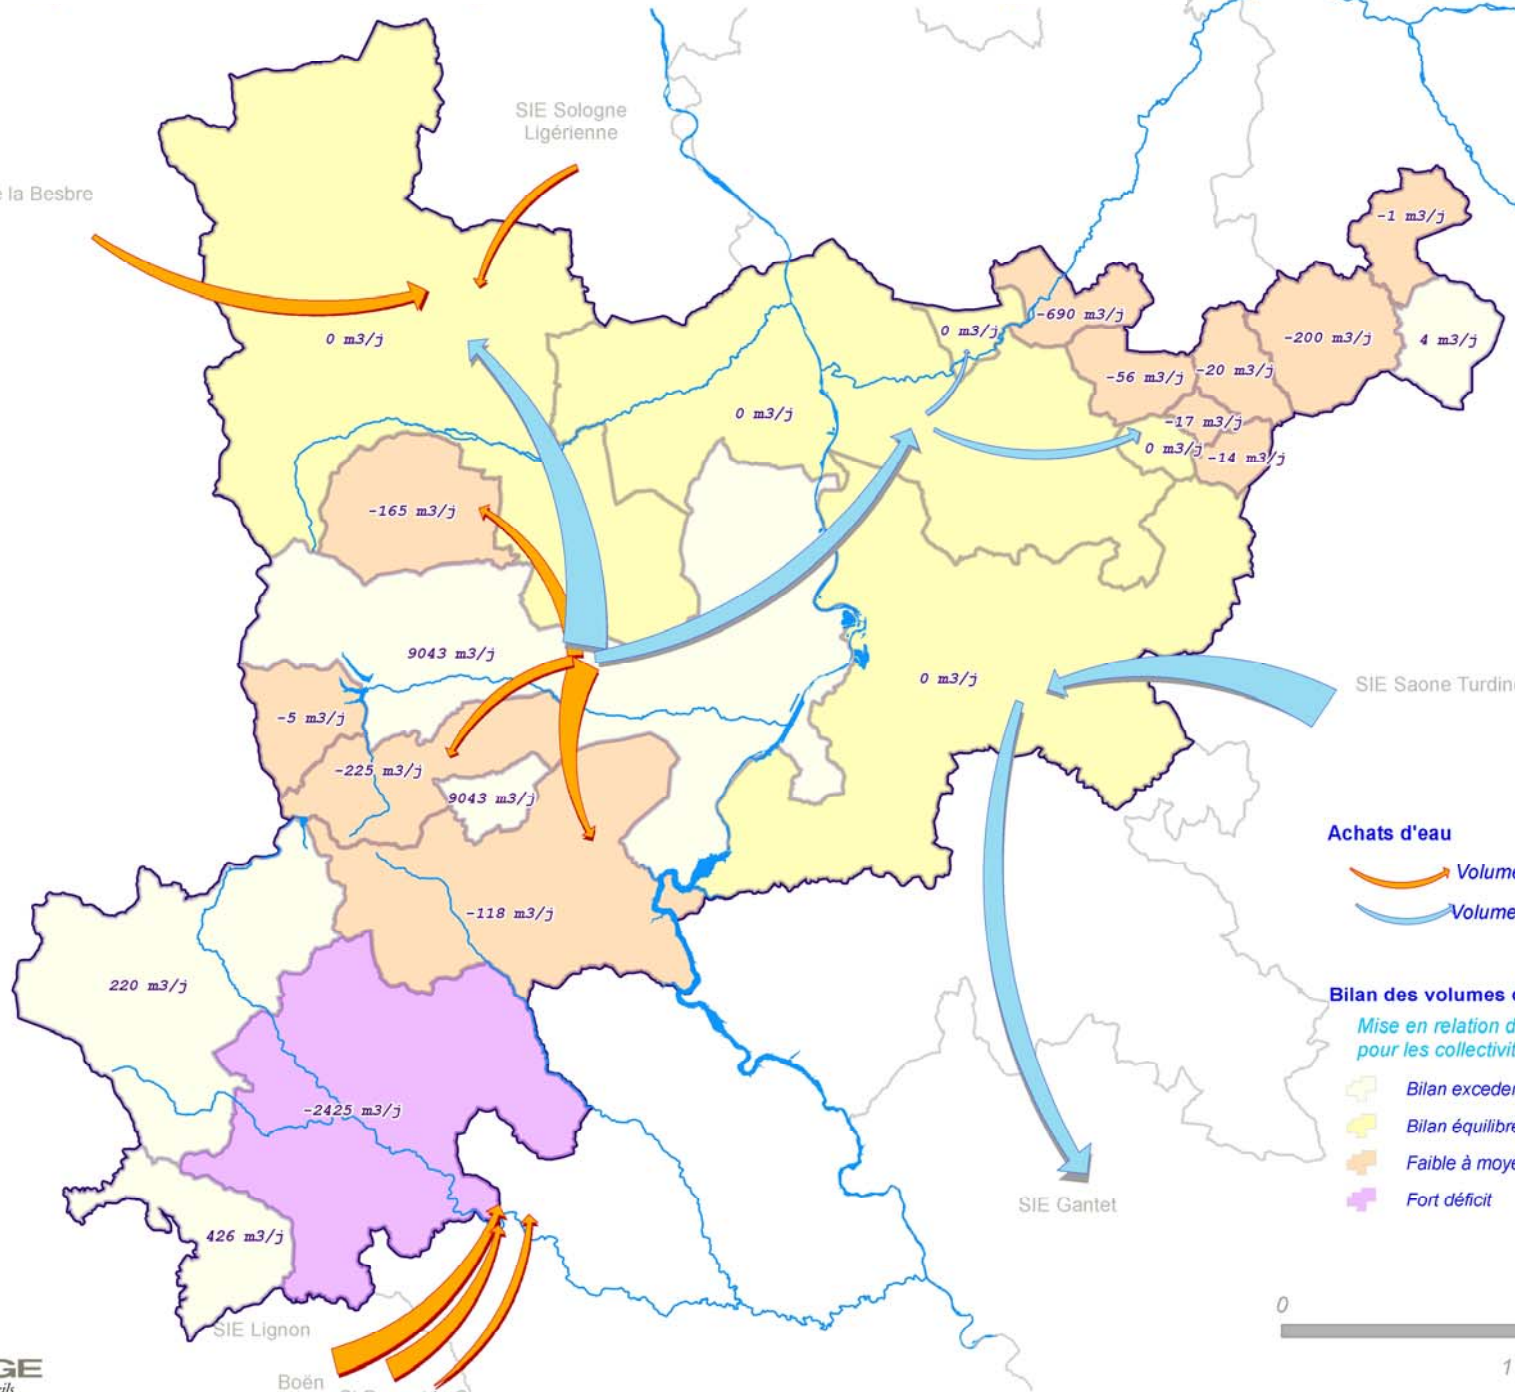 SIE Sologne
Ligérienne
la Besbre
-1 m3/j
0 m3/j
0 m3/j
-690 m3/j
-200 m3/j
4 m3/j
-56 m3/j
-20 m3/j
0 m3/j
-17 m3/j
0 m3/j
-14 m3/j
-165 m3/j
9043 m3/j
0 m3/j
SIE Saone Turdine
-5 m3/j
-225 m3/j
9043 m3/j
Achats d'eau
Volume
Volume
-118 m3/j
220 m3/j
Bilan des volumes
Mise en relation d
pour les collectivit
Bilan exceden
Bilan équilibre
Faible à moye
Fort déficit
-2425 m3/j
SIE Gantet
426 m3/j
SIE Lignon
Boën
0
1
GE